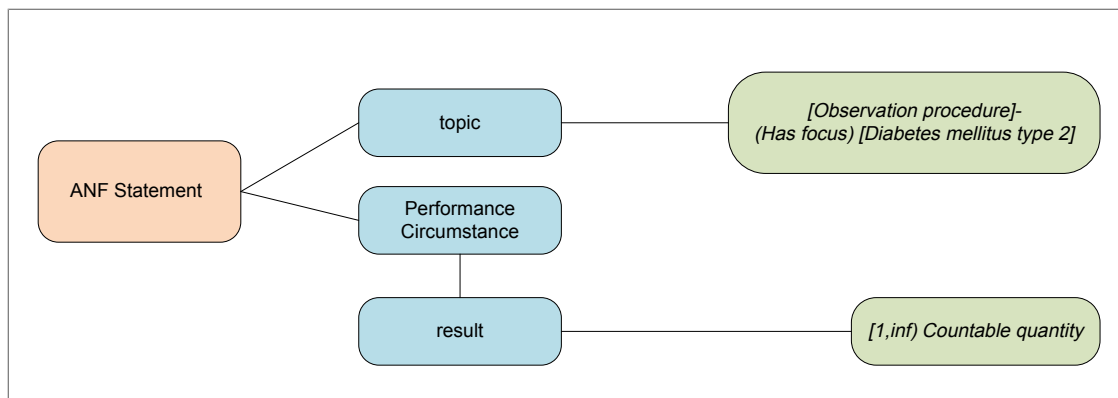 topic
[Observation procedure]-
(Has focus) [Diabetes mellitus type 2]
ANF Statement
Performance
Circumstance
result
[1,inf) Countable quantity